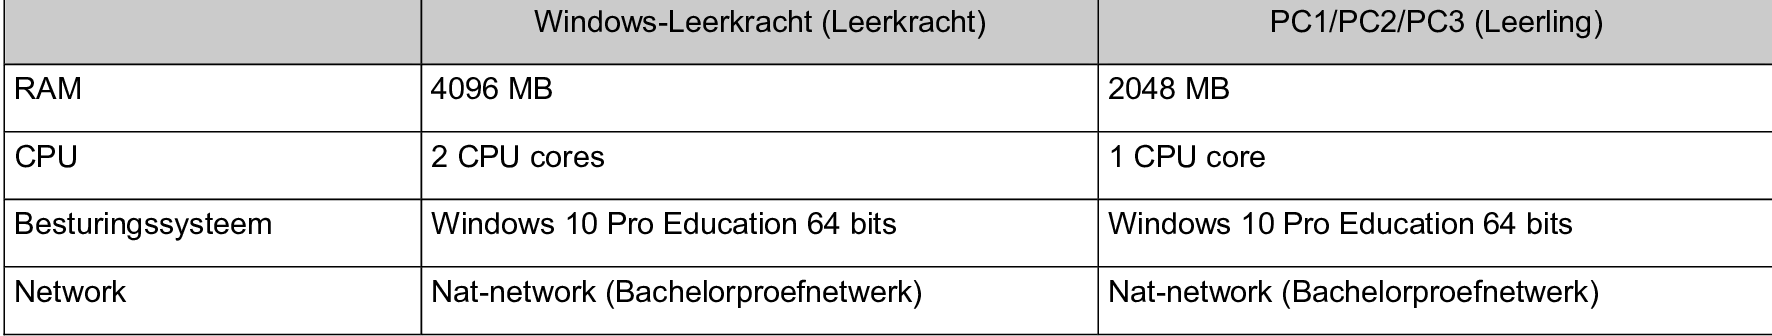 Windows-Leerkracht (Leerkracht) PC1/PC2/PC3 (Leerling)
RAM 4096 MB 2048 MB
CPU 2 CPU cores 1 CPU core
Besturingssysteem Windows 10 Pro Education 64 bits Windows 10 Pro Education 64 bits
Network Nat-network (Bachelorproefnetwerk) Nat-network (Bachelorproefnetwerk)